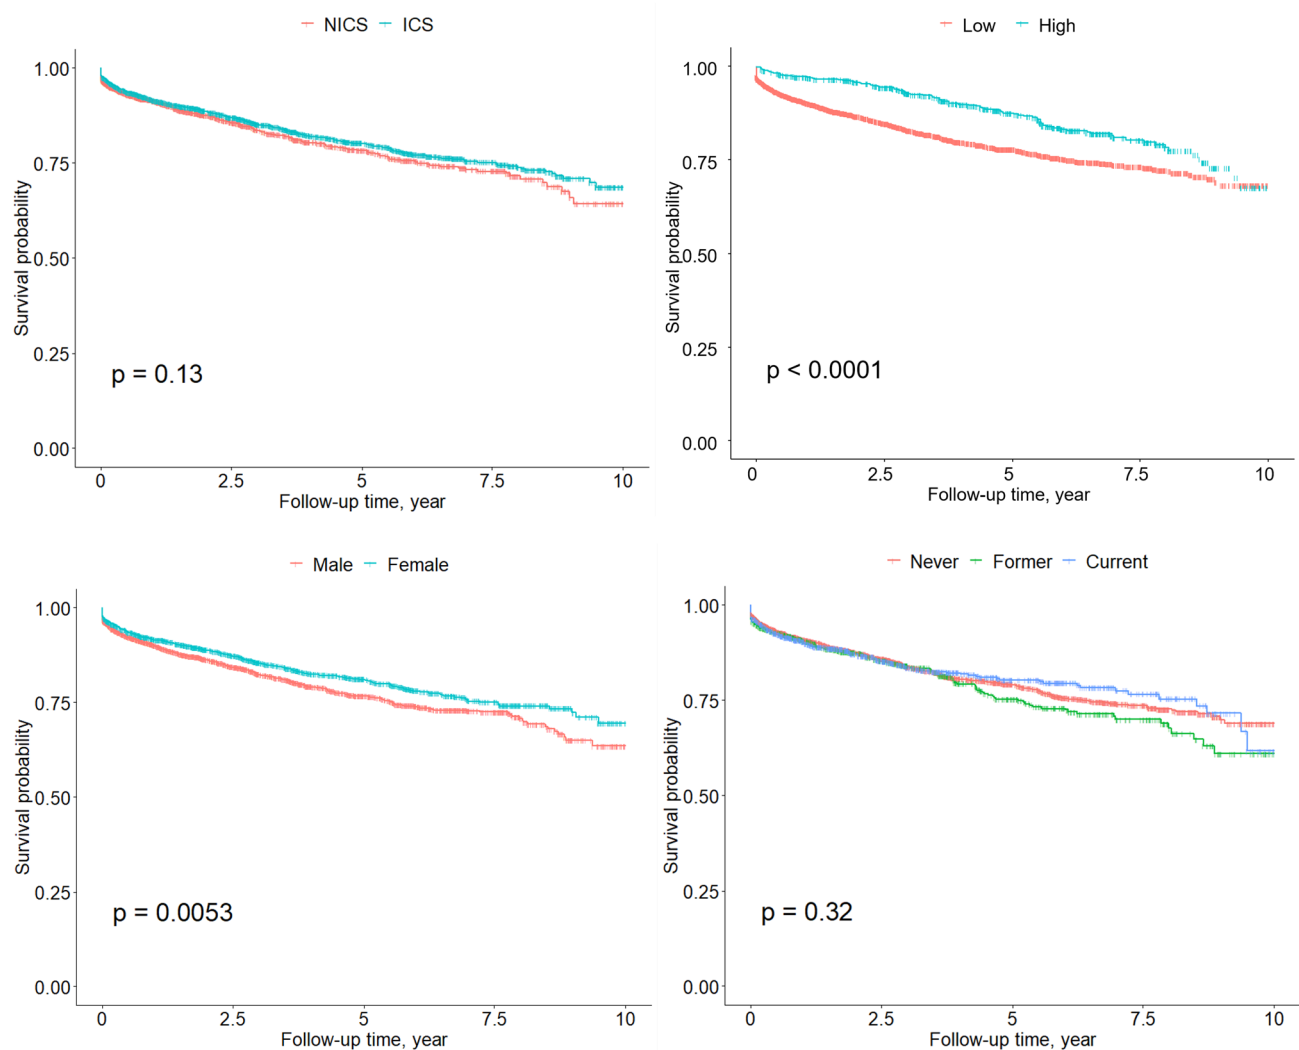 NICS ICS
Survival probability
1.00
0.75
0.50
0.25
0.00
p = 0.13
0 2.5 5 7.5 10
Follow-up time, year
Low High
Survival probability
1.00
0.75
0.50
0.25
0.00
p < 0.0001
0 2.5 5 7.5 10
Follow-up time, year
Male Female
Survival probability
1.00
0.75
0.50
0.25
0.00
p = 0.0053
0 2.5 5 7.5 10
Follow-up time, year
Never Former Current
Survival probability
1.00
0.75
0.50
0.25
0.00
p = 0.32
0 2.5 5 7.5 10
Follow-up time, year